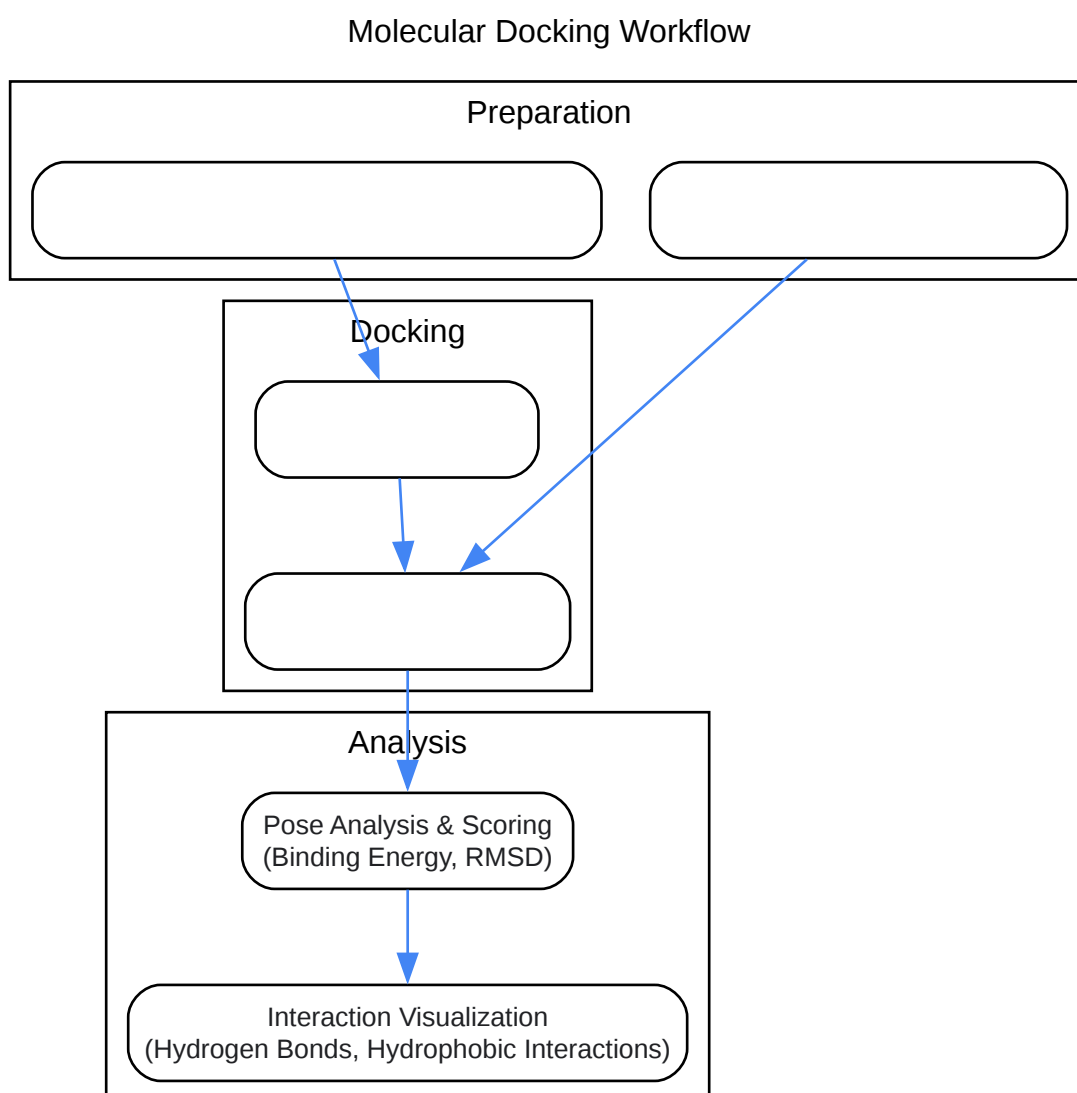 Molecular Docking Workflow
Preparation
Docking
Analysis
Pose Analysis & Scoring
(Binding Energy, RMSD)
Interaction Visualization
(Hydrogen Bonds, Hydrophobic Interactions)